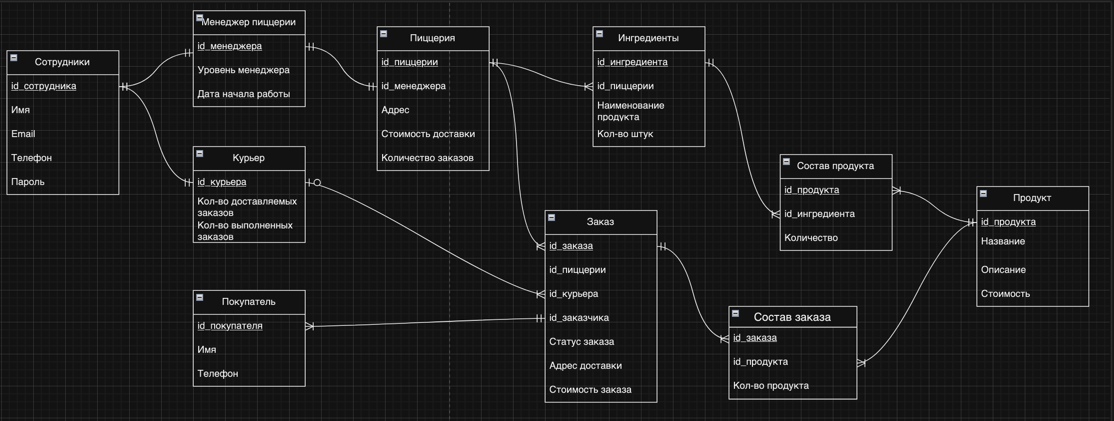 Сотрудники
id_сотрудника
Имя
Email
Телефон
Пароль
Менеджер пиццерии
id_менеджера
Уровень менеджера
Дата начала работы
Курьер
id_курьера
Кол-во доставляемых
заказов
Кол-во выполненных
заказов
Покупатель
id_покупателя
Имя
Телефон
Пиццерия
id_пиццерии
id_менеджера
Адрес
Стоимость доставки
Количество заказов
Ингредиенты
id_ингредиента
id_пиццерии
Наименование
продукта
Кол-во штук
Заказ
id_заказа
id_пиццерии
id_курьера
id_заказчика
Статус заказа
Адрес доставки
Стоимость заказа
Состав продукта
id_продукта
id_ингредиента
Количество
Состав заказа
id_заказа
id_продукта
Кол-во продукта
Продукт
id_продукта
Название
Описание
Стоимость